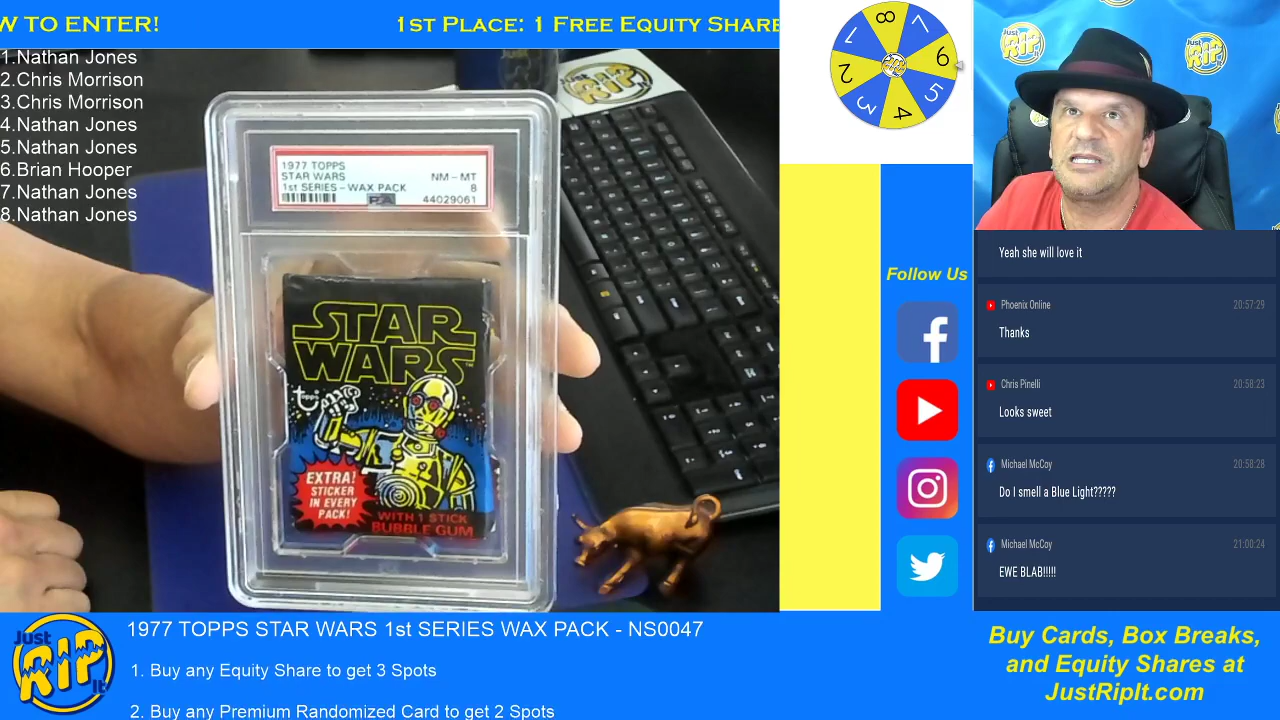 W TO ENTER!
1ST PLACE: 1 FREE EQUITY SHARE
1.Nathan Jones
2.Chris Morrison
3.Chris Morrison
4.Nathan Jones
5.Nathan Jones
6.Brian Hooper
7.Nathan Jones
8.Nathan Jones
1977 TOPPS
STAR WARS NM - MT
1st SERIES - WAX PACK 8
PSA 44029061
STAR
WARS™
Topps
EXTRA!
STICKER
IN EVERY
PACK!
WITH 1 STICK
BUBBLE GUM
8
7
6
5
4
3
2
1
Just
RIP
It
Follow Us
Yeah she will love it
Phoenix Online 20:57:29
Thanks
Chris Pinelli 20:58:23
Looks sweet
Michael McCoy 20:58:28
Do I smell a Blue Light?????
Michael McCoy 21:00:24
EWE BLAB!!!!!
Just
RIP
It
1977 TOPPS STAR WARS 1st SERIES WAX PACK - NS0047
1. Buy any Equity Share to get 3 Spots
2. Buy any Premium Randomized Card to get 2 Spots
Buy Cards, Box Breaks,
and Equity Shares at
JustRipIt.com